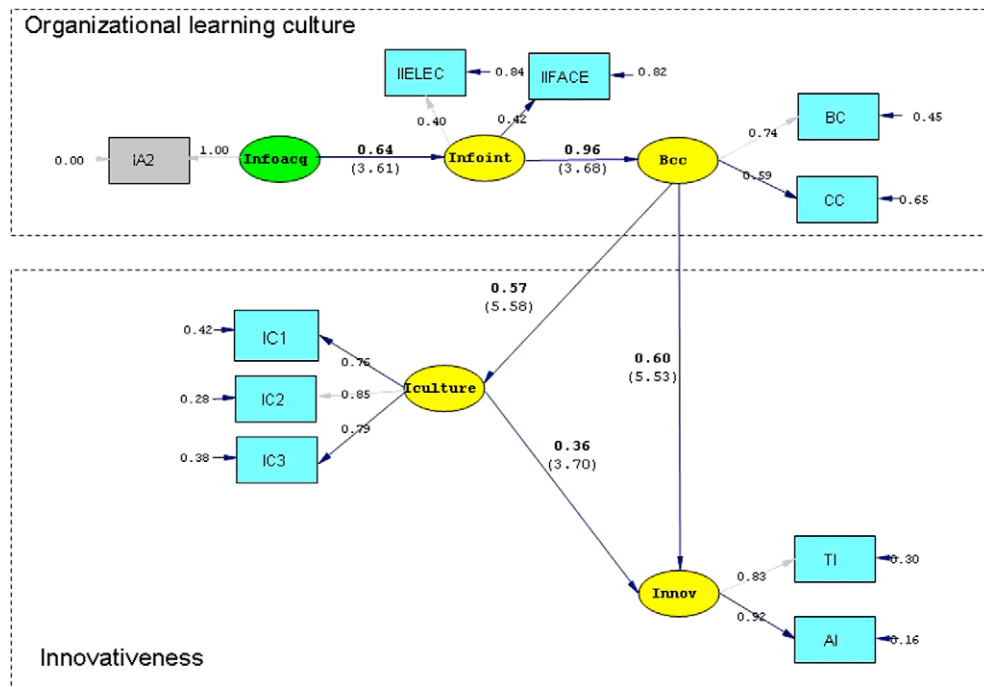 Organizational learning culture
IIELEC
0.84
IIFACE
0.82
0.40
0.42
BC
0.45
0.74
0.00
iA2
1.00
Infoacq
0.64
(3.61)
Infoint
0.96
(3.68)
Bcc
0.59
CC
0.65
0.57
(5.58)
0.60
(5.53)
0.42
IC1
0.76
0.28
IC2
0.85
Iculture
0.38
IC3
0.79
0.36
(3.70)
Innov
0.83
TI
0.30
0.92
AI
0.16
Innovativeness